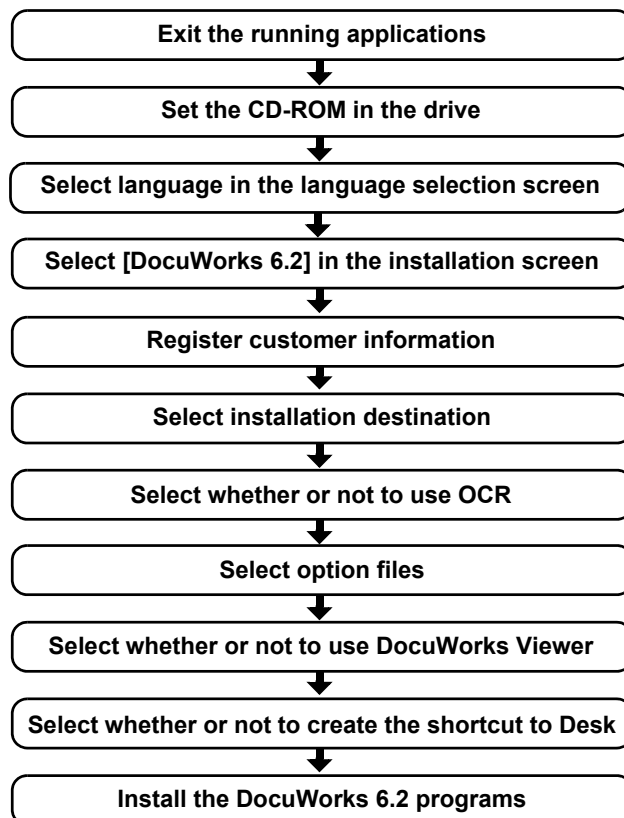 Exit the running applications
Set the CD-ROM in the drive
Select language in the language selection screen
Select [DocuWorks 6.2] in the installation screen
Register customer information
Select installation destination
Select whether or not to use OCR
Select option files
Select whether or not to use DocuWorks Viewer
Select whether or not to create the shortcut to Desk
Install the DocuWorks 6.2 programs